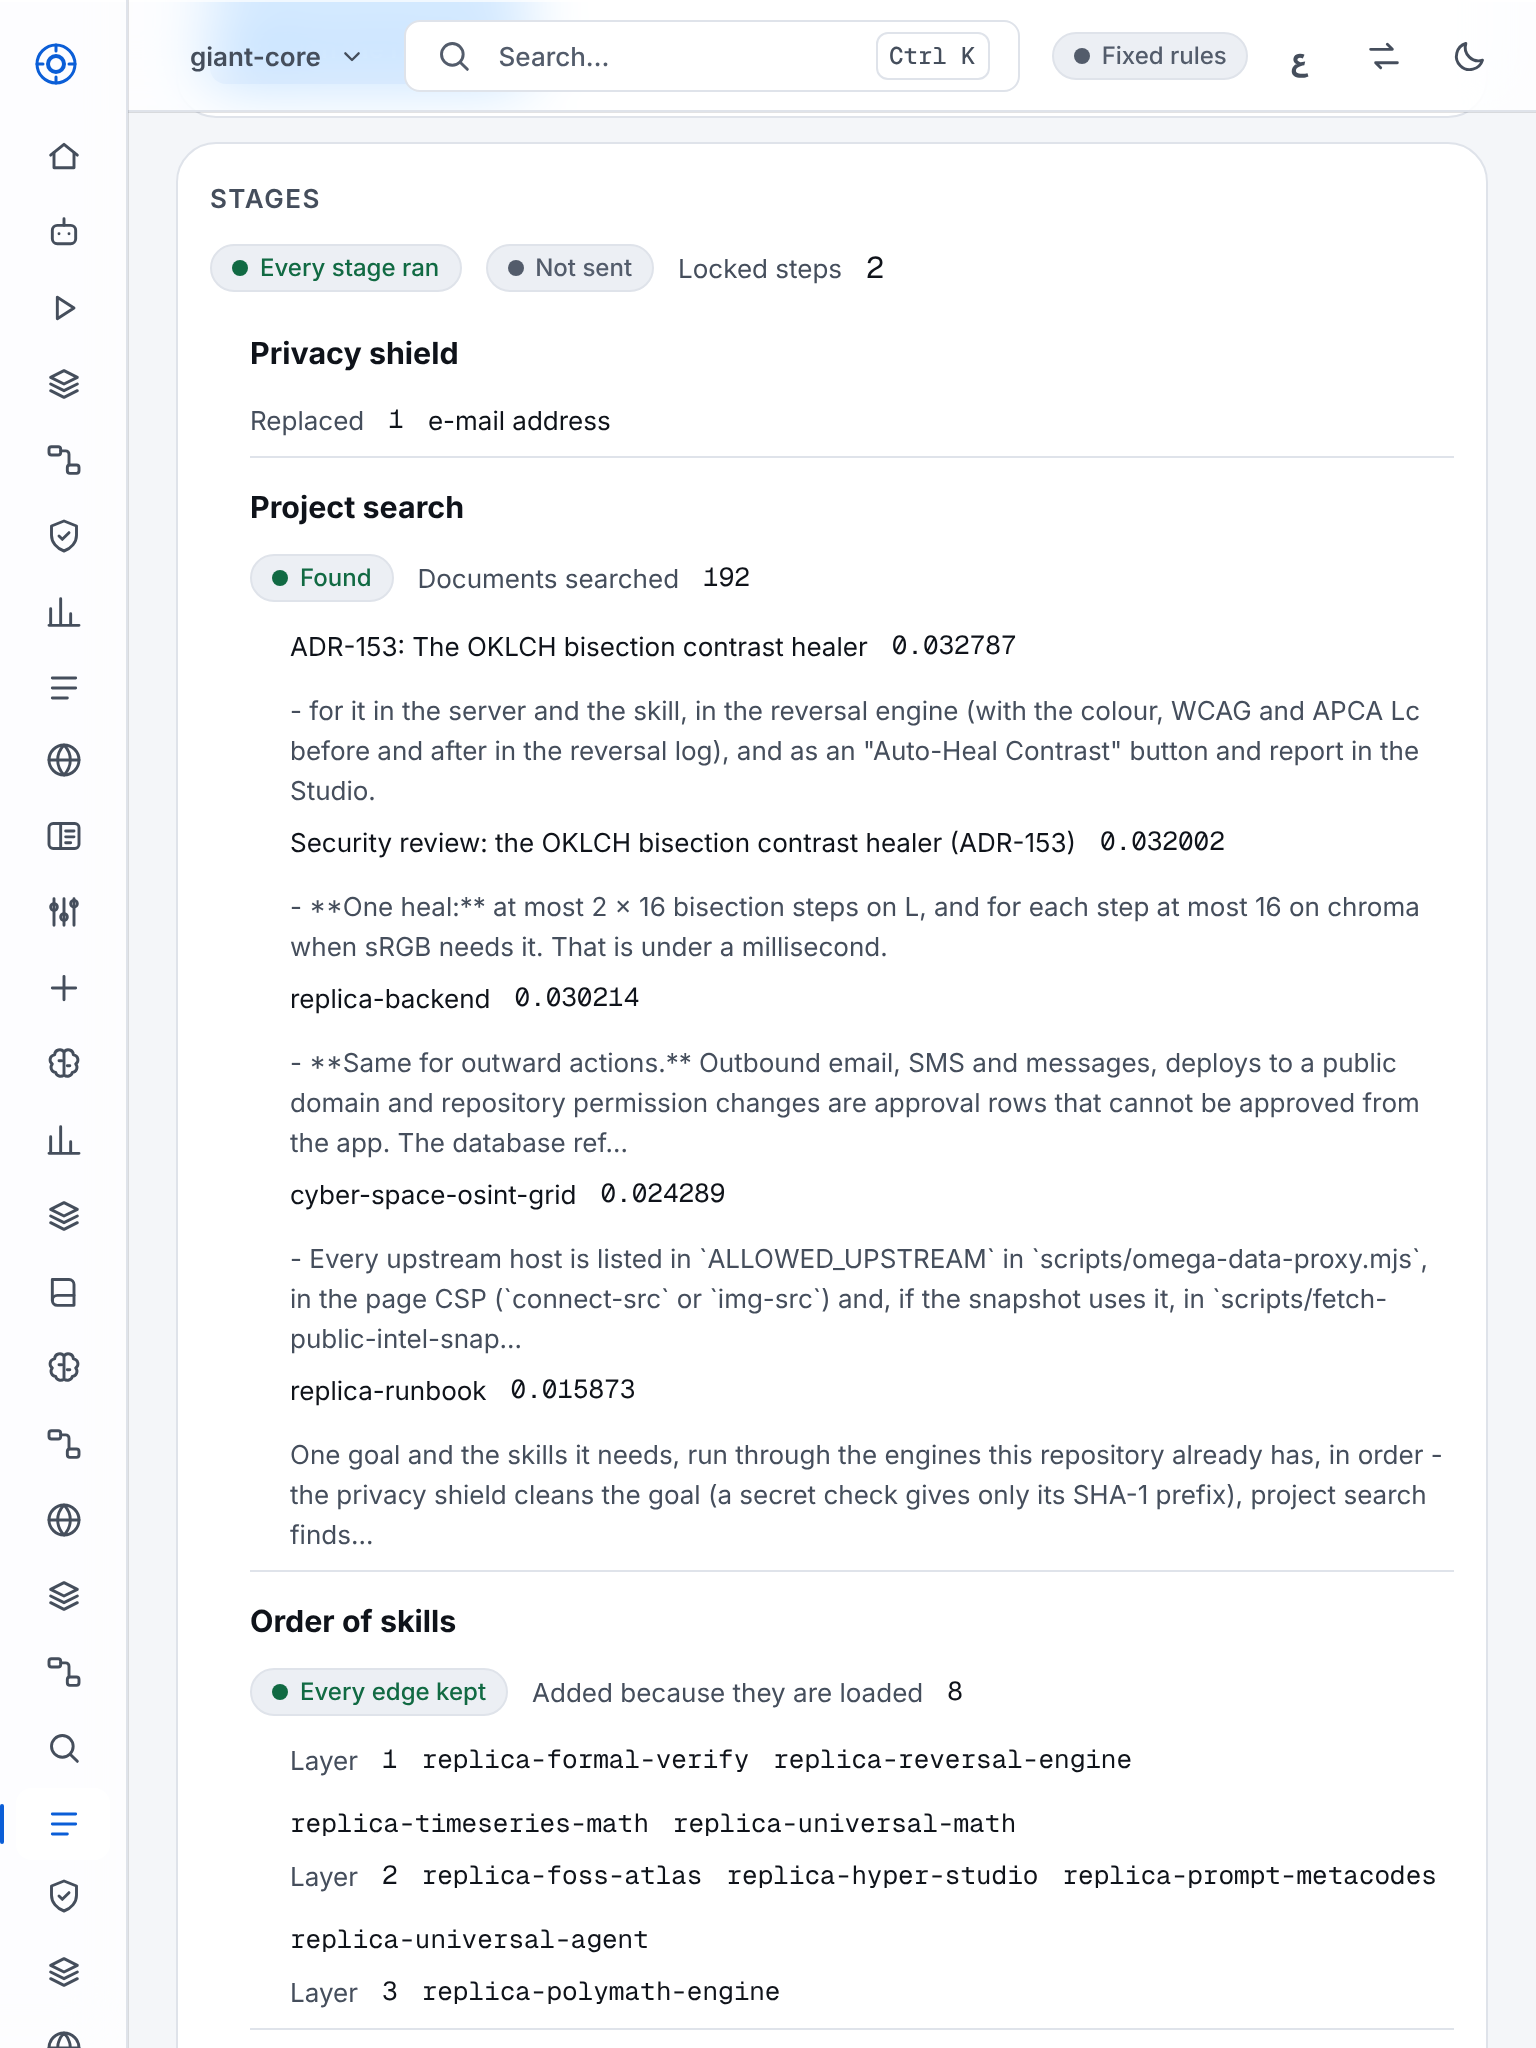 giant-core
Search...
Ctrl K
Fixed rules
ع
STAGES
Every stage ran
Not sent
Locked steps 2
Privacy shield
Replaced 1 e-mail address
Project search
Found
Documents searched 192
ADR-153: The OKLCH bisection contrast healer 0.032787
- for it in the server and the skill, in the reversal engine (with the colour, WCAG and APCA Lc
before and after in the reversal log), and as an "Auto-Heal Contrast" button and report in the
Studio.
Security review: the OKLCH bisection contrast healer (ADR-153) 0.032002
- **One heal:** at most 2 × 16 bisection steps on L, and for each step at most 16 on chroma
when sRGB needs it. That is under a millisecond.
replica-backend 0.030214
- **Same for outward actions.** Outbound email, SMS and messages, deploys to a public
domain and repository permission changes are approval rows that cannot be approved from
the app. The database ref...
cyber-space-osint-grid 0.024289
- Every upstream host is listed in `ALLOWED_UPSTREAM` in `scripts/omega-data-proxy.mjs`,
in the page CSP (`connect-src` or `img-src`) and, if the snapshot uses it, in `scripts/fetch-
public-intel-snap...
replica-runbook 0.015873
One goal and the skills it needs, run through the engines this repository already has, in order -
the privacy shield cleans the goal (a secret check gives only its SHA-1 prefix), project search
finds...
Order of skills
Every edge kept
Added because they are loaded 8
Layer 1 replica-formal-verify replica-reversal-engine
replica-timeseries-math replica-universal-math
Layer 2 replica-foss-atlas replica-hyper-studio replica-prompt-metacodes
replica-universal-agent
Layer 3 replica-polymath-engine